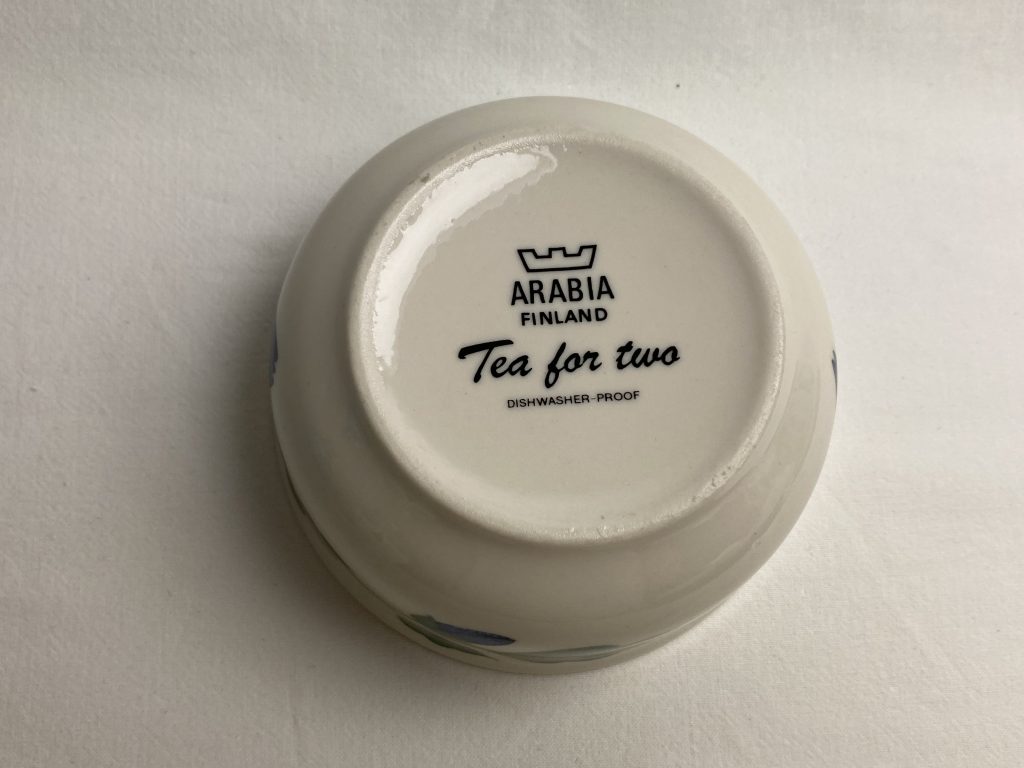 ARABIA
FINLAND
Tea for two
DISHWASHER-PROOF